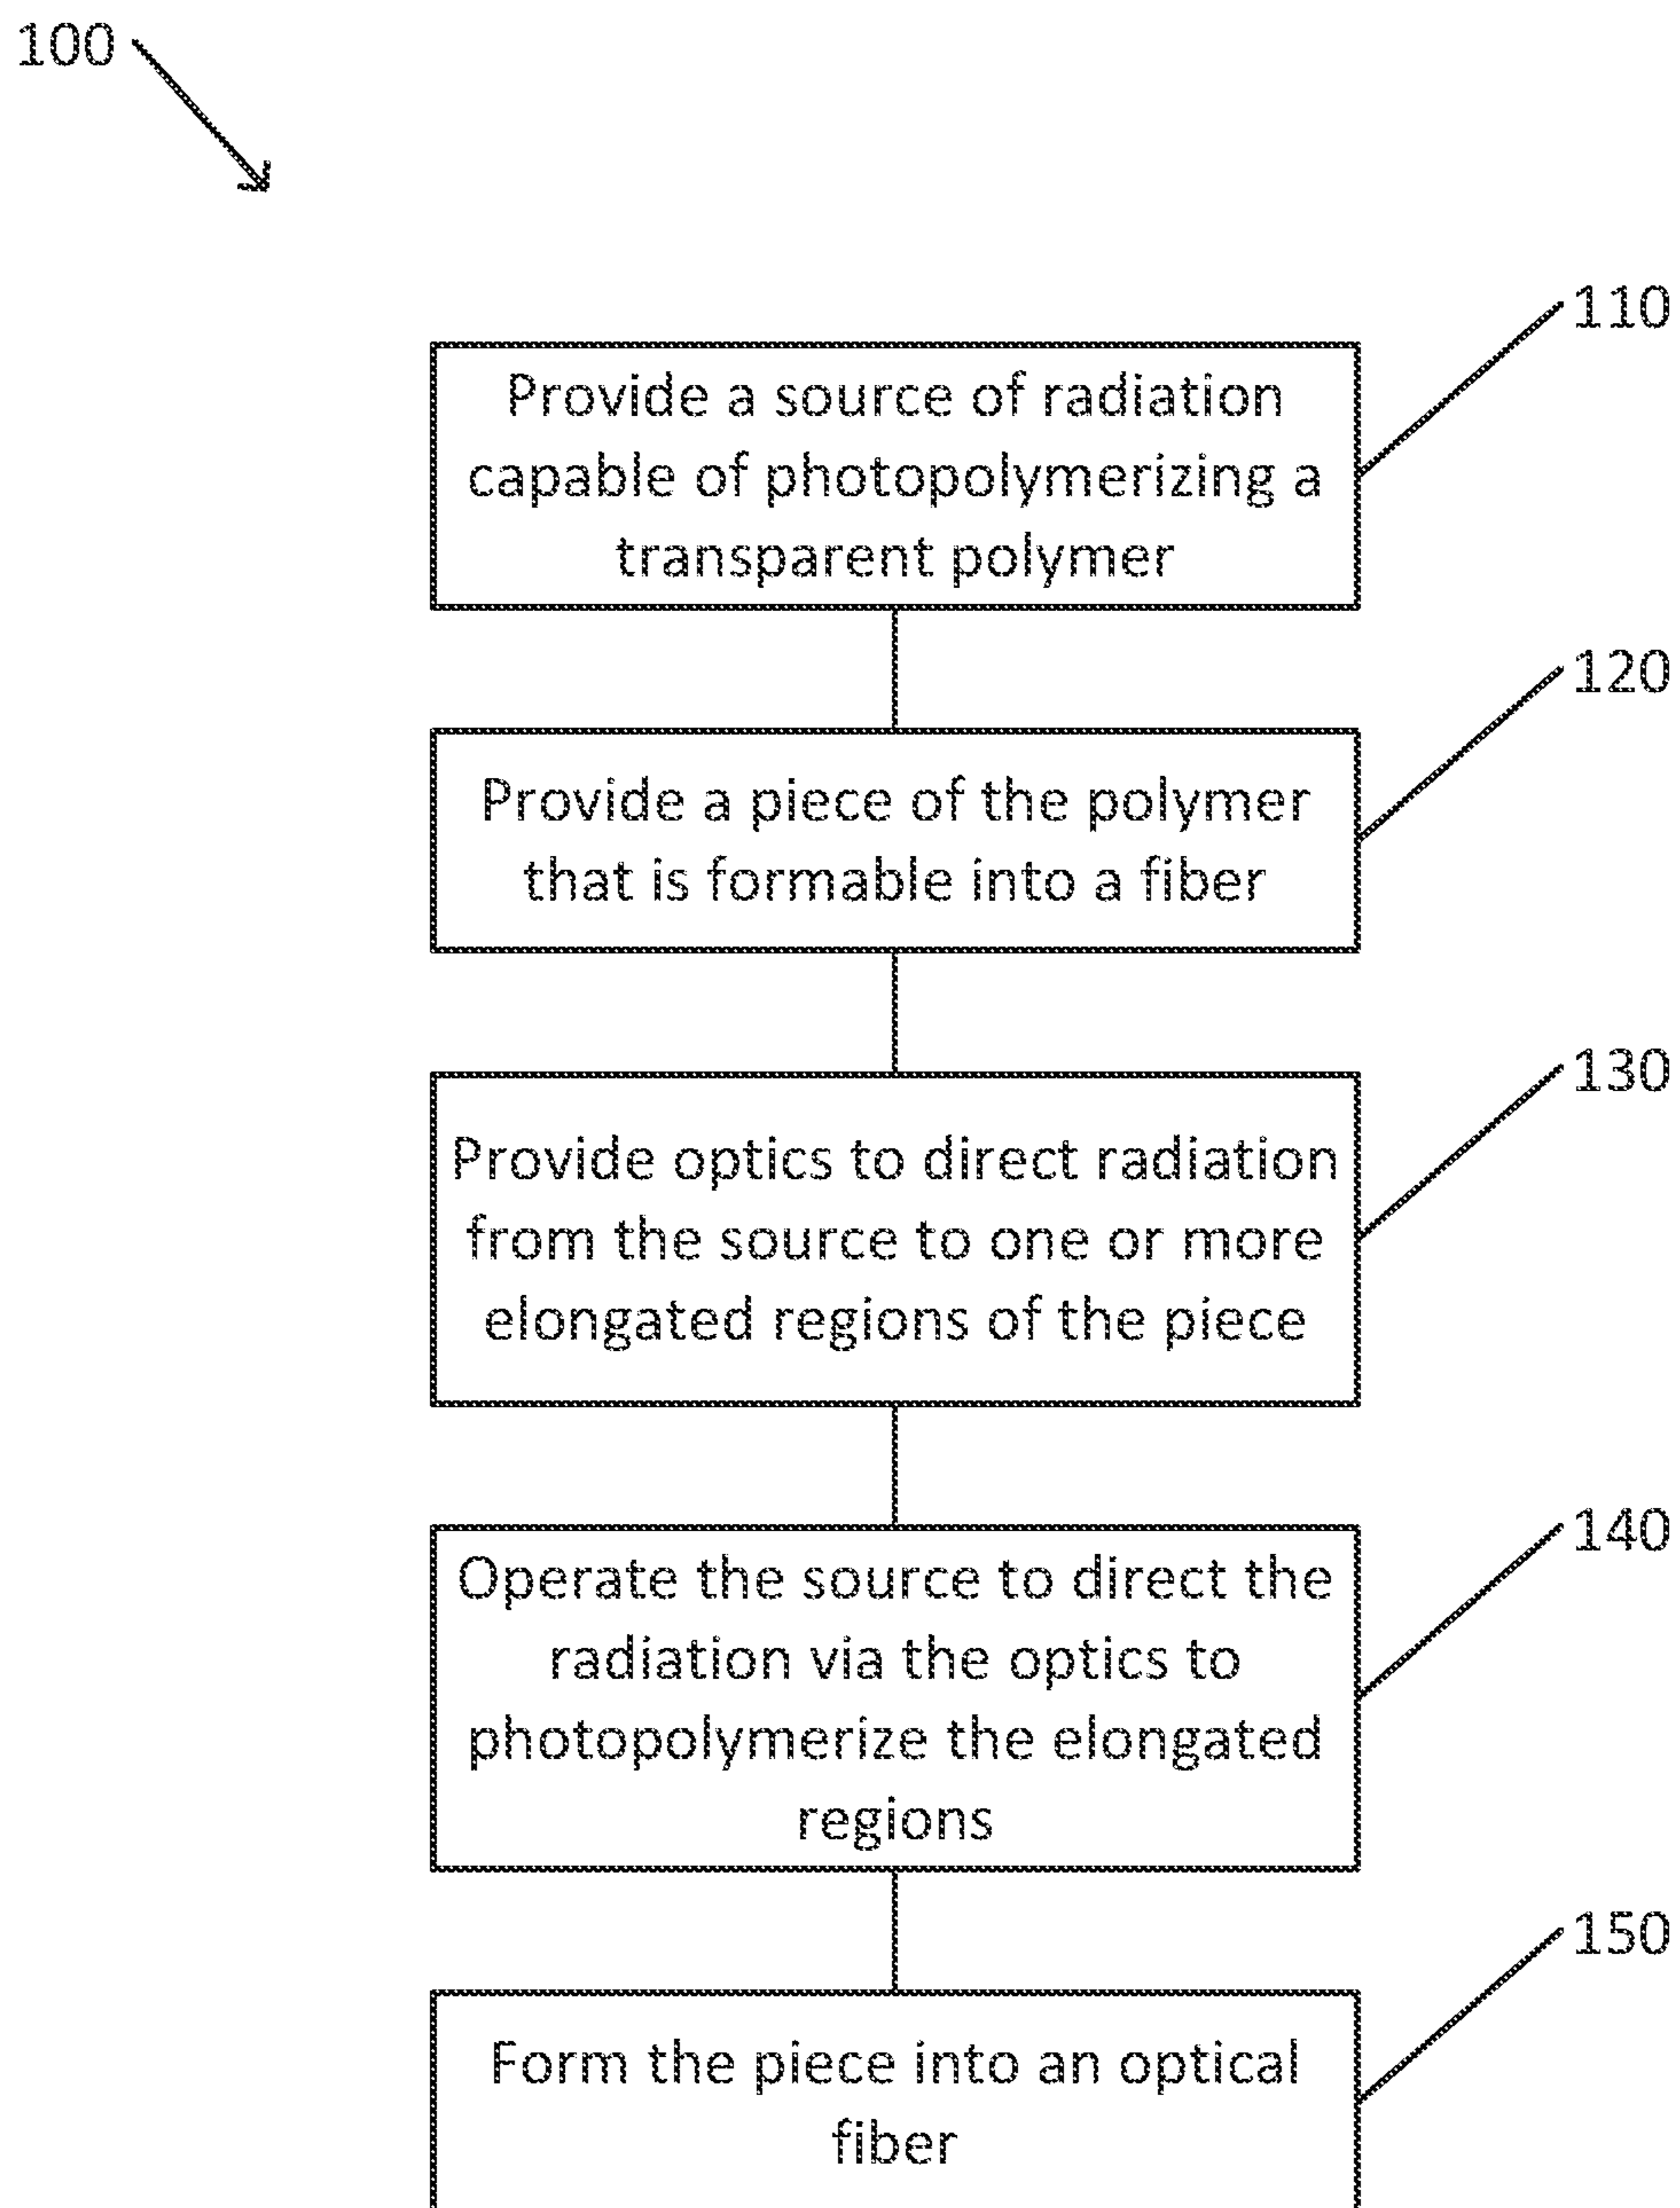 100
110
Provide a source of radiation
capable of photopolymerizing a
transparent polymer
120
Provide a piece of the polymer
that is formable into a fiber
130
Provide optics to direct radiation
from the source to one or more
elongated regions of the piece
140
Operate the source to direct the
radiation via the optics to
photopolymerize the elongated
regions
150
Form the piece into an optical
fiber